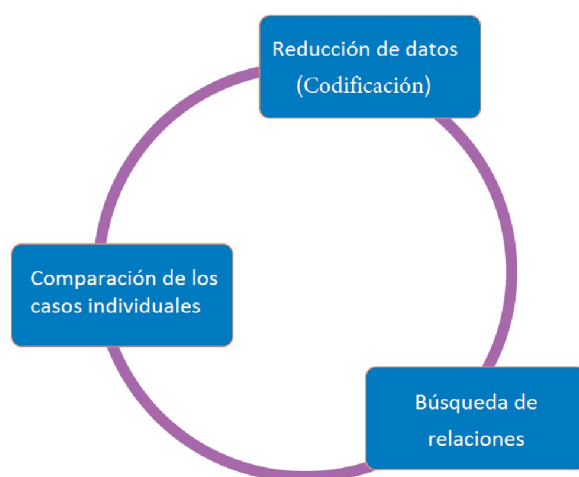 Reducción de datos
(Codificación)
Comparación de los
casos individuales
Búsqueda de
relaciones